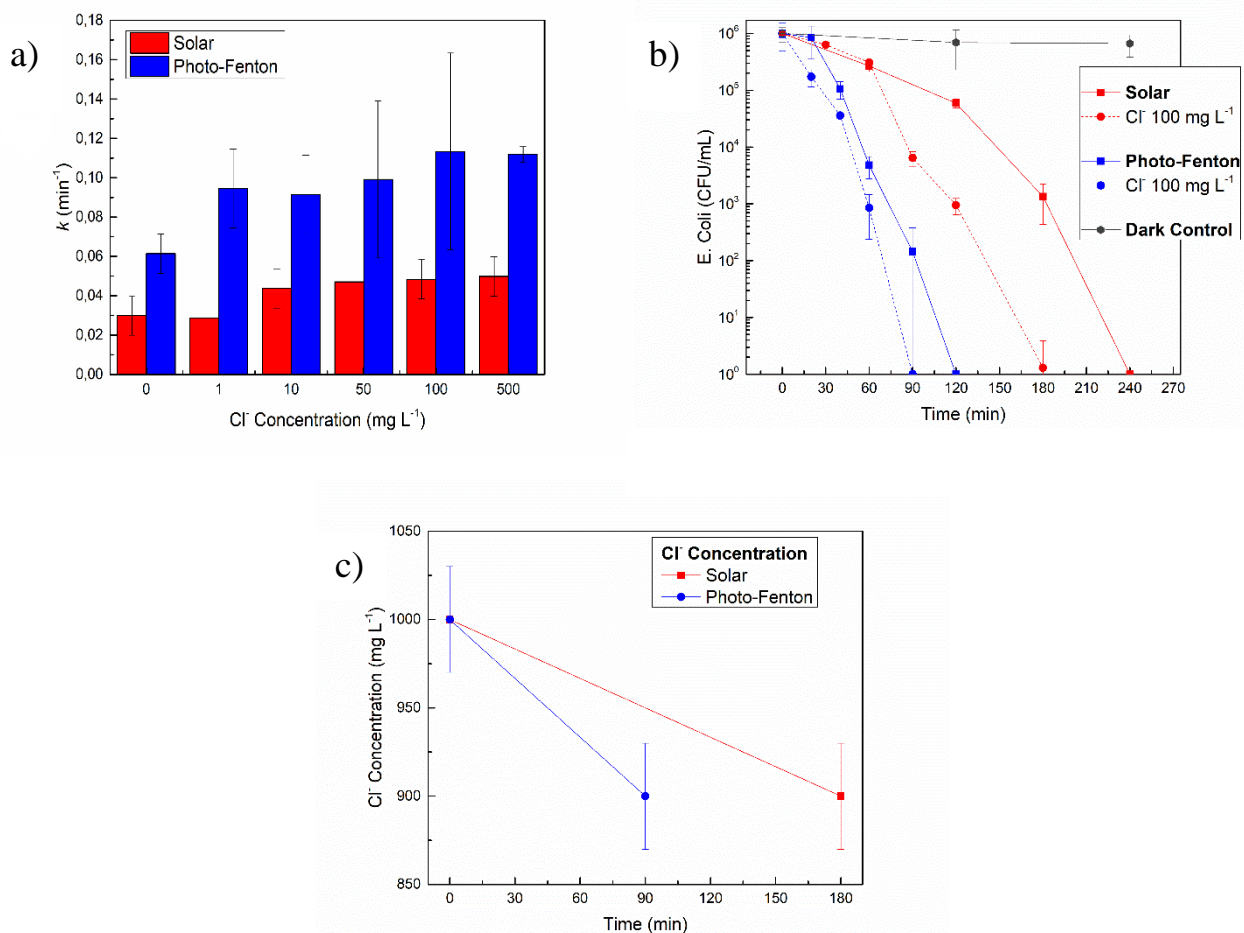 a)
Solar
Photo-Fenton
k (min⁻¹)
0,18
0,16
0,14
0,12
0,10
0,08
0,06
0,04
0,02
0,00
0 1 10 50 100 500
Cl⁻ Concentration (mg L⁻¹)
b)
E. Coli (CFU/mL)
10⁶
10⁵
10⁴
10³
10²
10¹
10⁰
Solar
Cl⁻ 100 mg L⁻¹
Photo-Fenton
Cl⁻ 100 mg L⁻¹
Dark Control
0 30 60 90 120 150 180 210 240 270
Time (min)
c)
Cl⁻ Concentration
Solar
Photo-Fenton
Cl⁻ Concentration (mg L⁻¹)
1050
1000
950
900
850
0 30 60 90 120 150 180
Time (min)